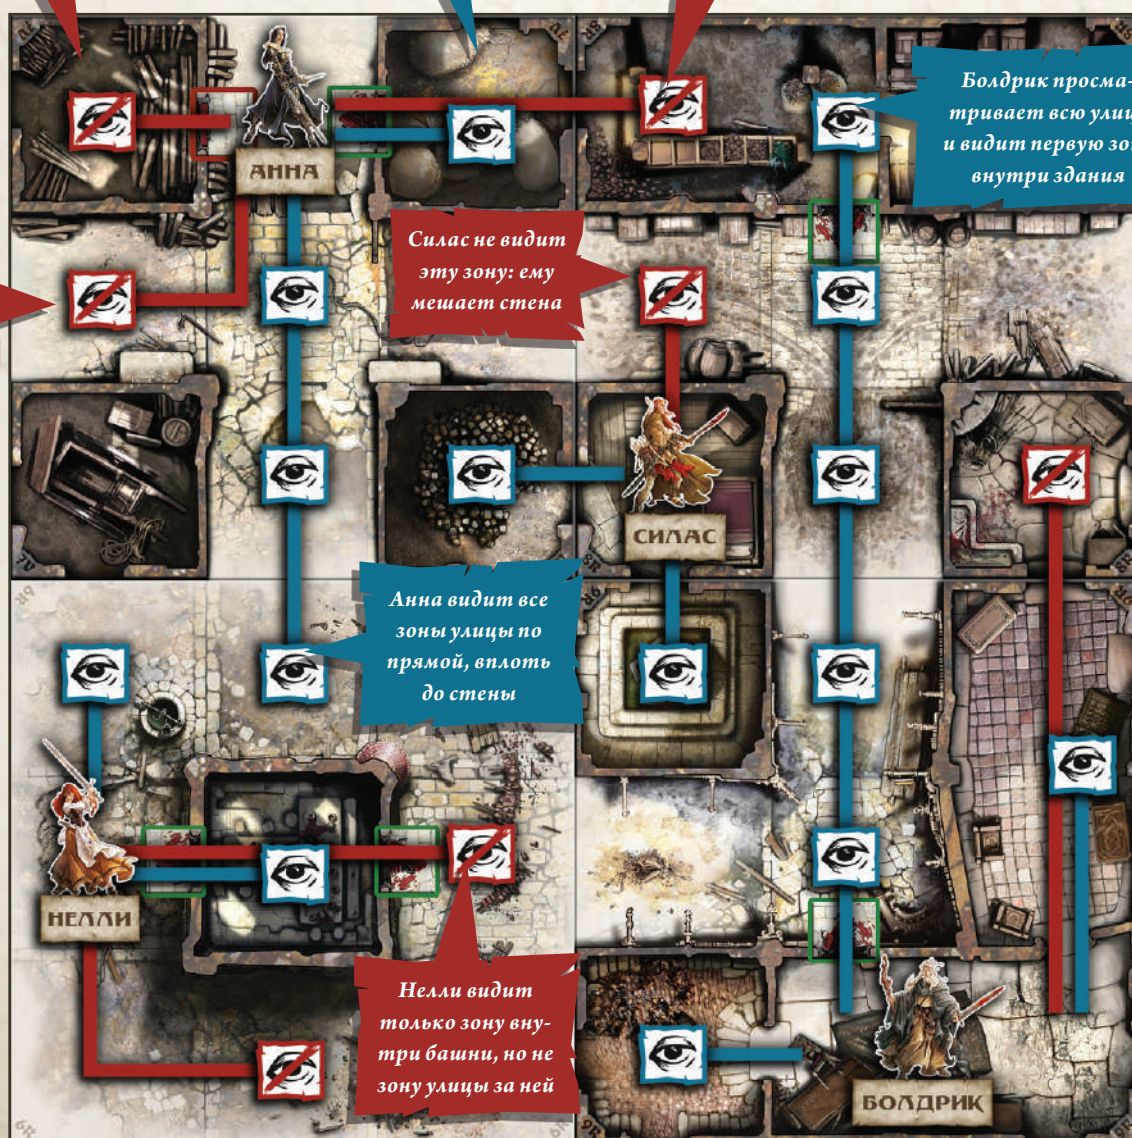 АННА
Болдрик просма-
тривает всю улиц
и видит первую зо
внутри здания
Силас не видит
эту зону: ему
мешает стена
СИЛАС
Анна видит все
зоны улицы по
прямой, вплоть
до стены
НЕЛЛИ
Нелли видит
только зону вну-
три башни, но не
зону улицы за ней
БОЛДРИК